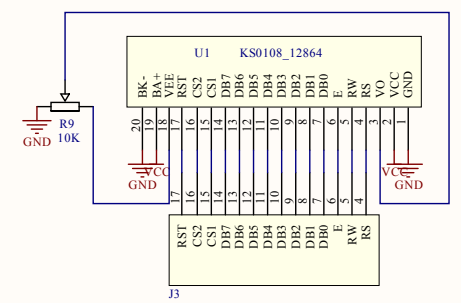 U1 KS0108_12864
BK- BA+ VEE RST CS2 CS1 DB7 DB6 DB5 DB4 DB3 DB2 DB1 DB0 E RW RS VO VCC GND
20 19 18 17 16 15 14 13 12 11 10 9 8 7 6 5 4 3 2 1
R9
10K
GND
VCC
GND
VCC
GND
17 16 15 14 13 12 11 10 9 8 7 6 5 4
RST CS2 CS1 DB7 DB6 DB5 DB4 DB3 DB2 DB1 DB0 E RW RS
J3